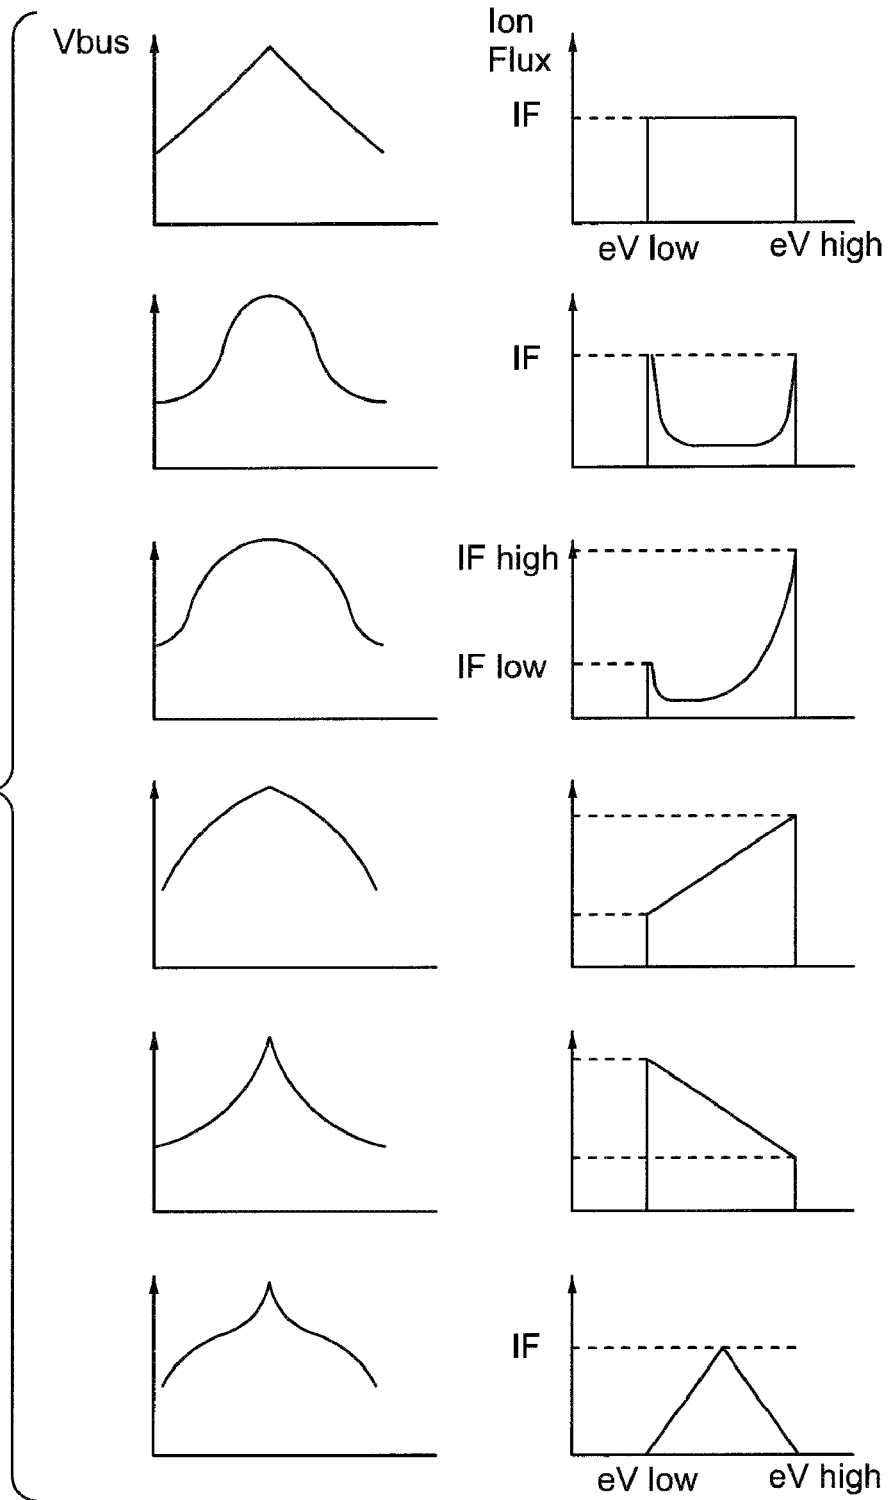 Vbus
Ion
Flux
IF
eV low
eV high
IF
IF high
IF low
IF
eV low
eV high